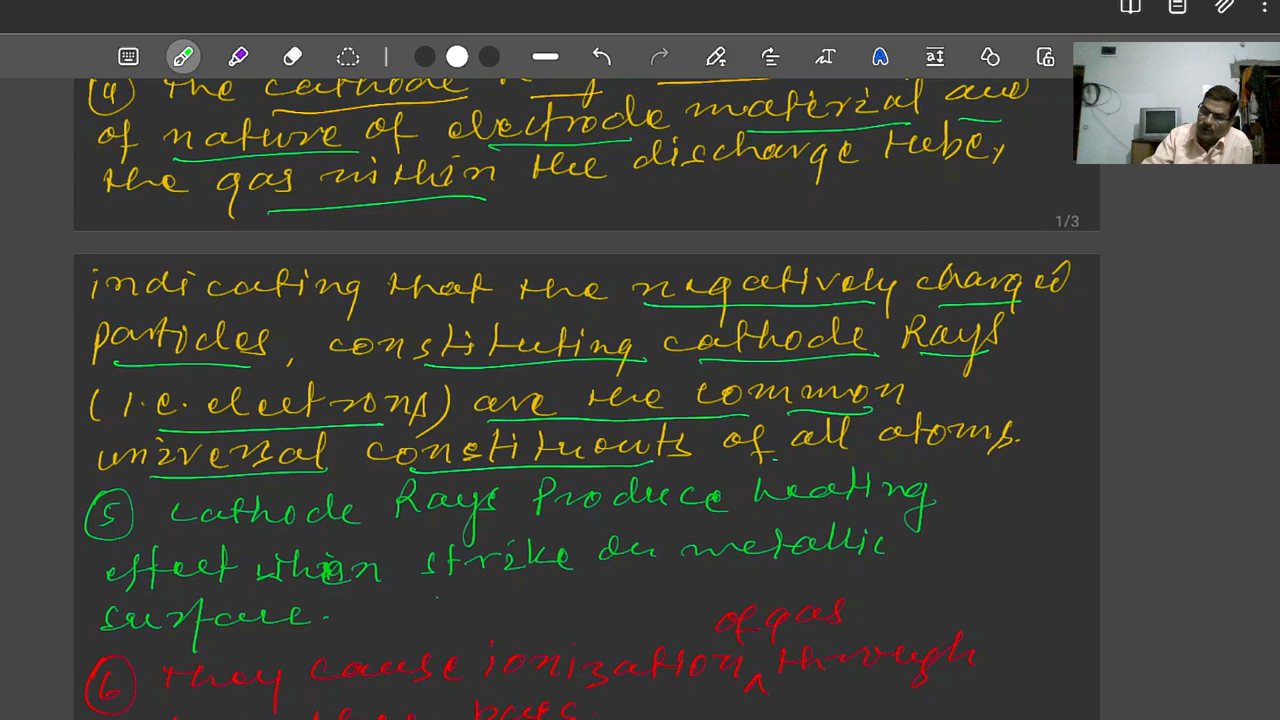 (4) The cathode
of nature of electrode material and
the gas within the discharge tube,
1/3
indicating that the negatively charged
particles, constituting cathode Rays
(i.e. electrons) are the common
universal constituents of all atoms.
(5) Cathode Rays Produce heating
effect when strike on metallic
surface.
of gas
(6) They cause ionization ^ through